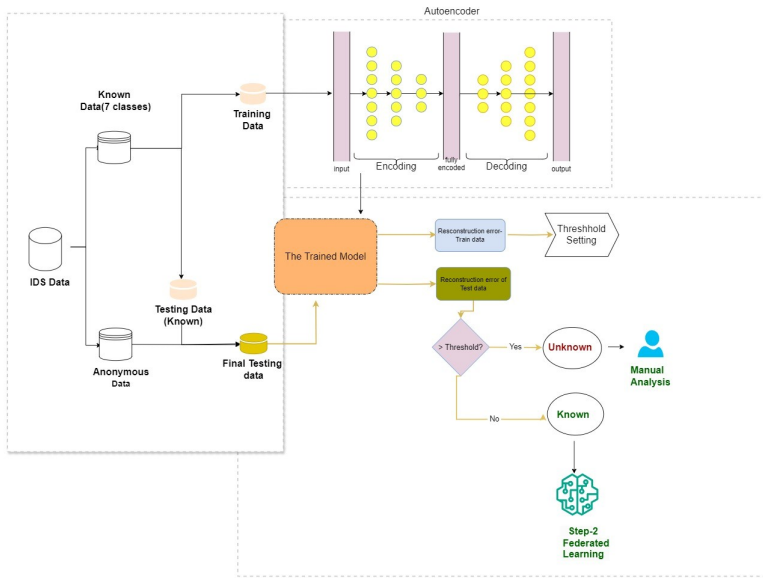 Autoencoder
Known
Data(7 classes)
Training
Data
input
Encoding
fully
encoded
Decoding
output
IDS Data
The Trained Model
Resconstruction error-
Train data
Threshhold
Setting
Testing Data
(Known)
Reconstruction error of
Test data
Anonymous
Data
Final Testing
data
> Threshold?
Yes
Unknown
Manual
Analysis
No
Known
Step-2
Federated
Learning